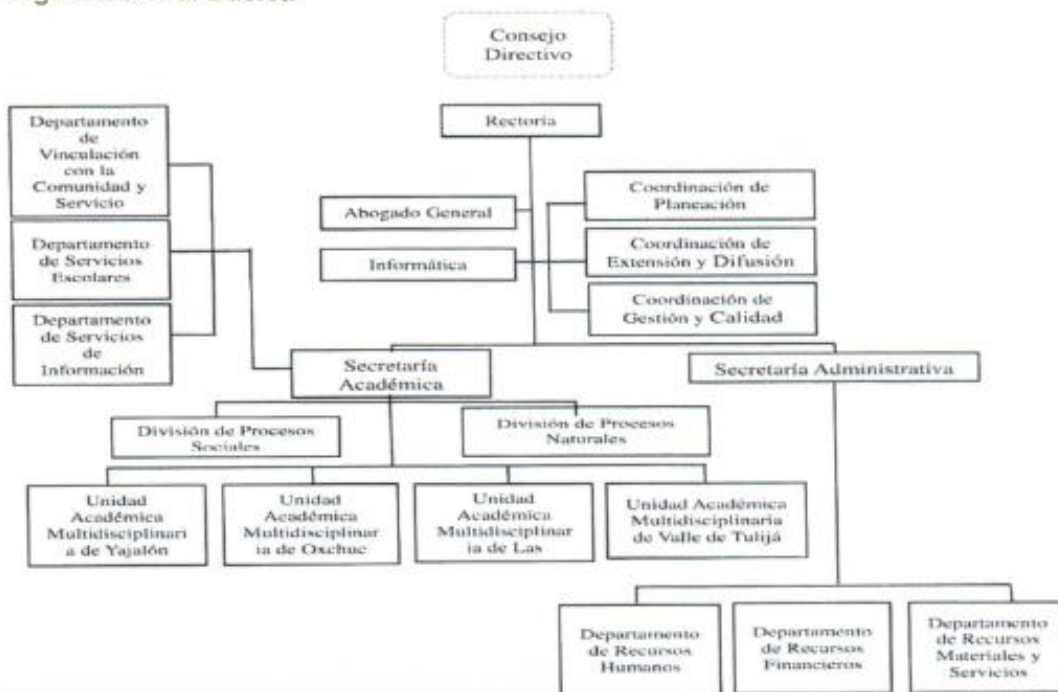 Consejo
Directivo
Rectoría
Departamento
de
Vinculación
con la
Comunidad y
Servicio
Departamento
de Servicios
Escolares
Departamento
de Servicios
de
Información
Abogado General
Informática
Coordinación de
Planeación
Coordinación de
Extensión y Difusión
Coordinación de
Gestión y Calidad
Secretaría
Académica
Secretaría Administrativa
División de Procesos
Sociales
División de Procesos
Naturales
Unidad
Académica
Multidisciplinari
a de Yajalón
Unidad
Académica
Multidisciplinar
ia de Oxchuc
Unidad
Académica
Multidisciplinar
ia de Las
Unidad Académica
Multidisciplinaria
de Valle de Tulijá
Departamento
de Recursos
Humanos
Departamento
de Recursos
Financieros
Departamento
de Recursos
Materiales y
Servicios